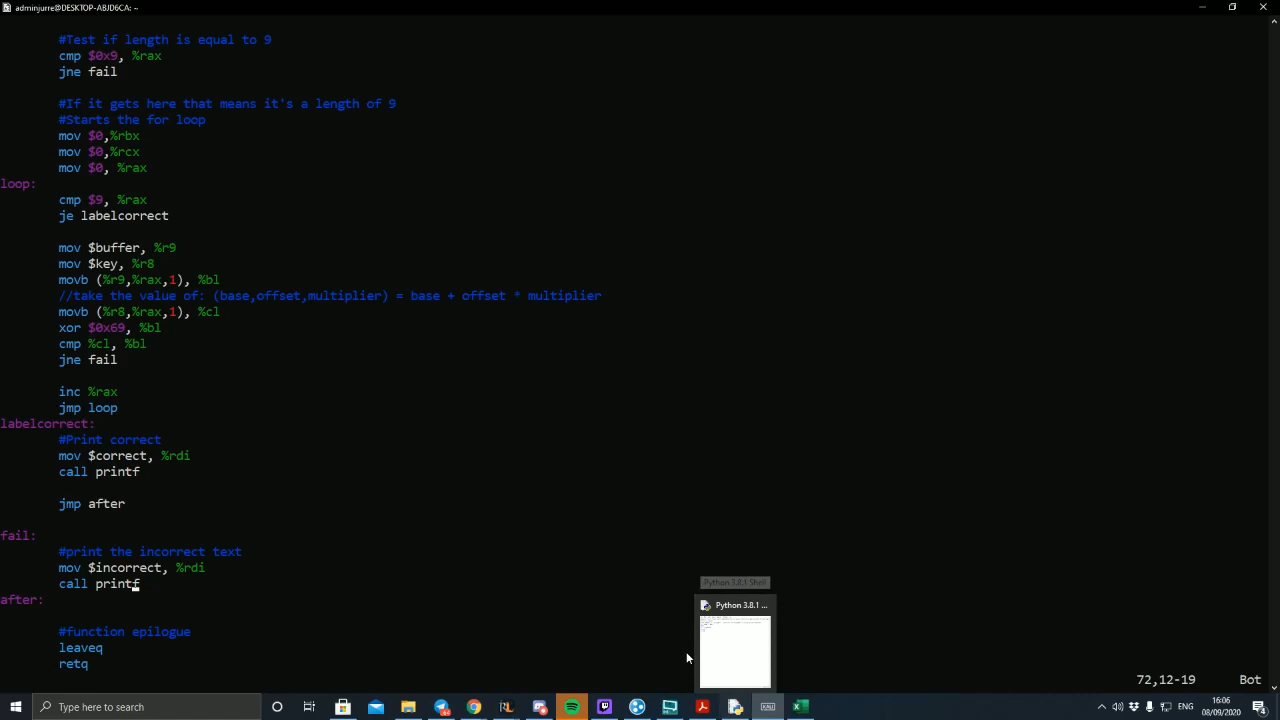 adminjurre@DESKTOP-ABJD6CA: ~
#Test if length is equal to 9
cmp $0x9, %rax
jne fail
#If it gets here that means it's a length of 9
#Starts the for loop
mov $0,%rbx
mov $0,%rcx
mov $0, %rax
loop:
cmp $9, %rax
je labelcorrect
mov $buffer, %r9
mov $key, %r8
movb (%r9,%rax,1), %bl
//take the value of: (base,offset,multiplier) = base + offset * multiplier
movb (%r8,%rax,1), %cl
xor $0x69, %bl
cmp %cl, %bl
jne fail
inc %rax
jmp loop
labelcorrect:
#Print correct
mov $correct, %rdi
call printf
jmp after
fail:
#print the incorrect text
mov $incorrect, %rdi
call printf
after:
#function epilogue
leaveq
retq
Python 3.8.1 Shell
Python 3.8.1 ...
72,12-19 Bot
Type here to search
ENG
16:06
08/09/2020